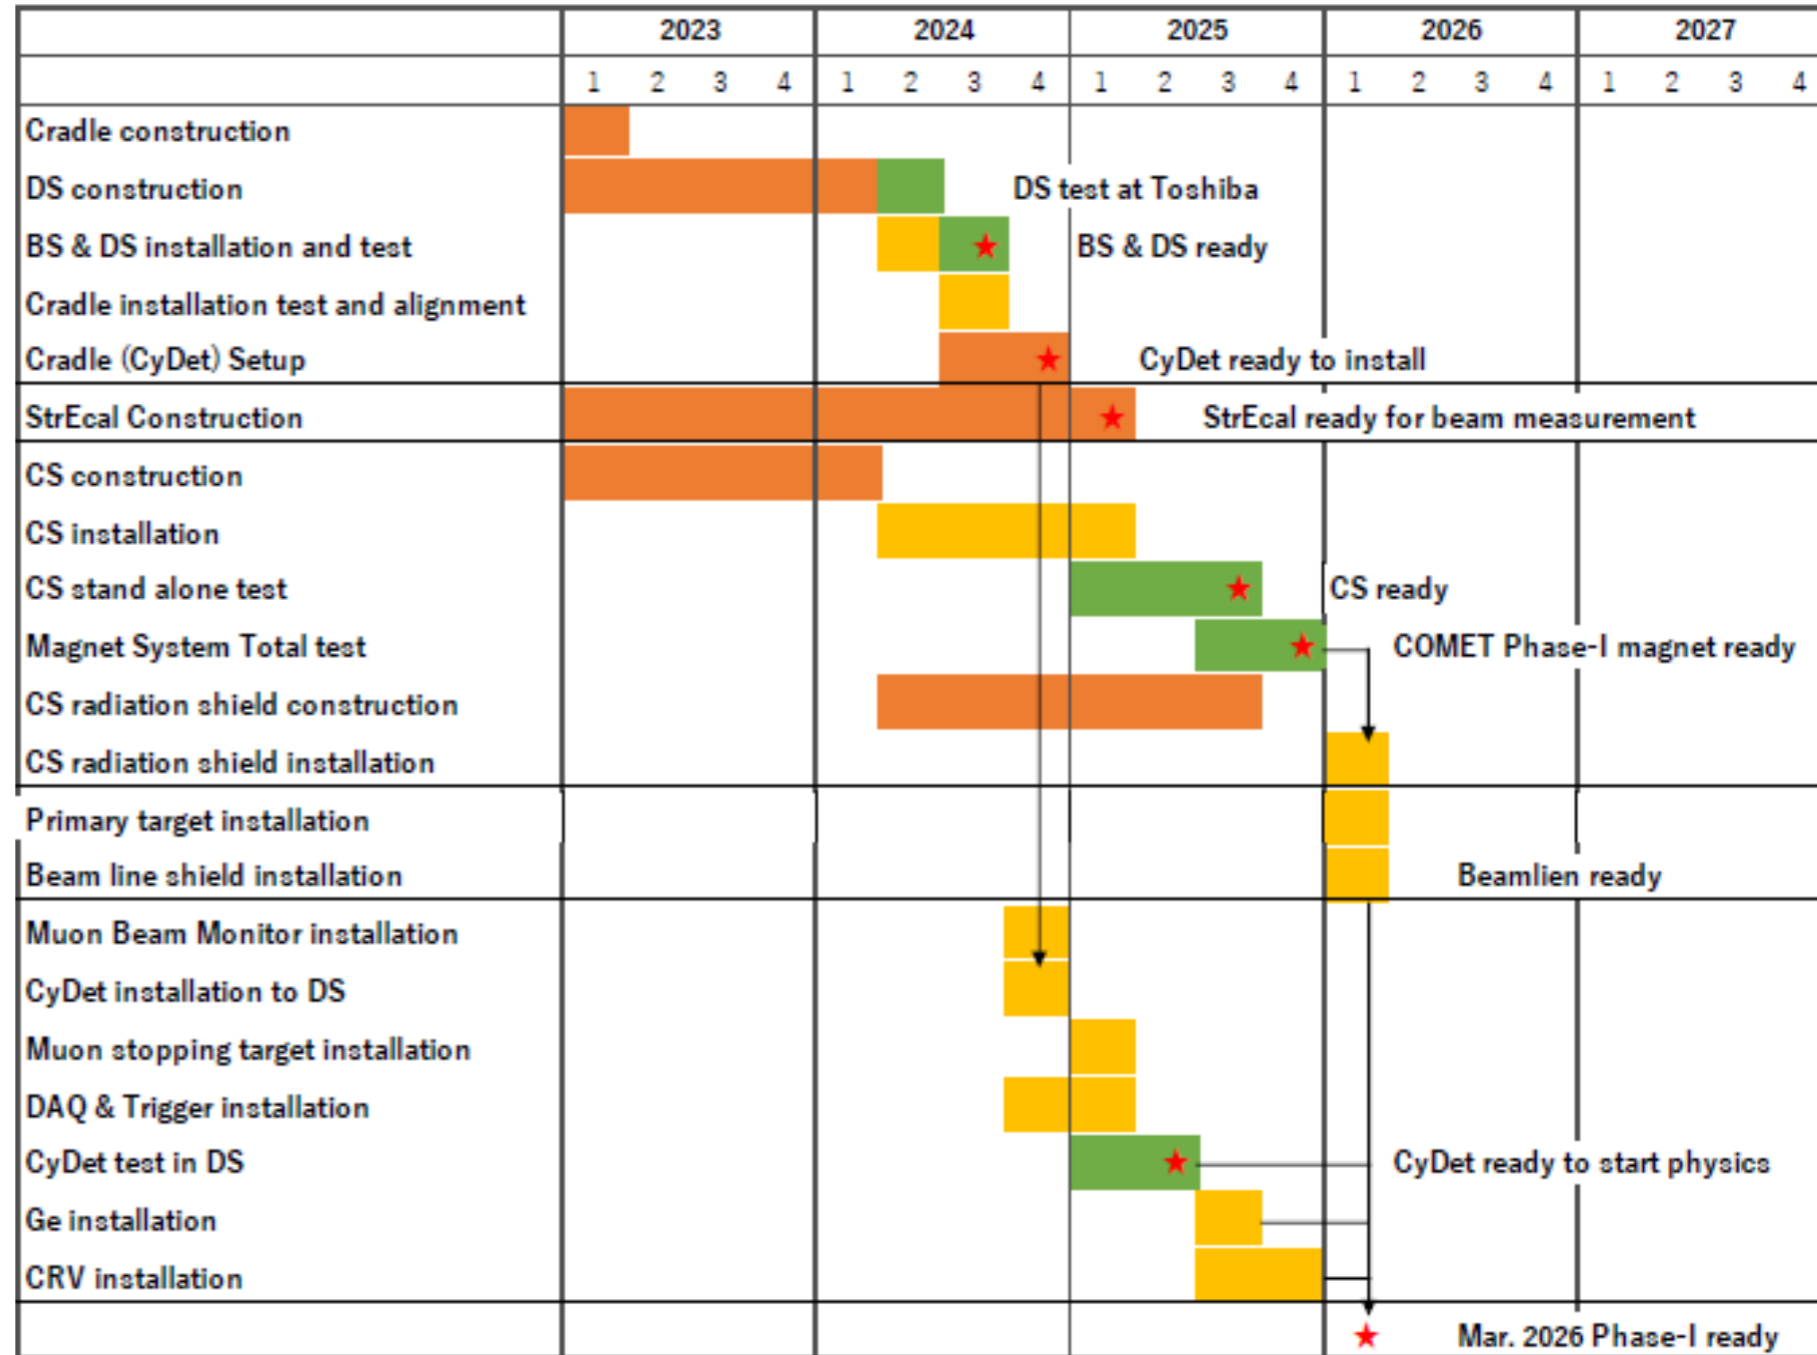 2023 2024 2025 2026 2027
1 2 3 4 1 2 3 4 1 2 3 4 1 2 3 4 1 2 3 4
Cradle construction
DS construction DS test at Toshiba
BS & DS installation and test BS & DS ready
Cradle installation test and alignment
Cradle (CyDet) Setup CyDet ready to install
StrEcal Construction StrEcal ready for beam measurement
CS construction
CS installation
CS stand alone test CS ready
Magnet System Total test COMET Phase-I magnet ready
CS radiation shield construction
CS radiation shield installation
Primary target installation
Beam line shield installation Beamlien ready
Muon Beam Monitor installation
CyDet installation to DS
Muon stopping target installation
DAQ & Trigger installation
CyDet test in DS CyDet ready to start physics
Ge installation
CRV installation
Mar. 2026 Phase-I ready